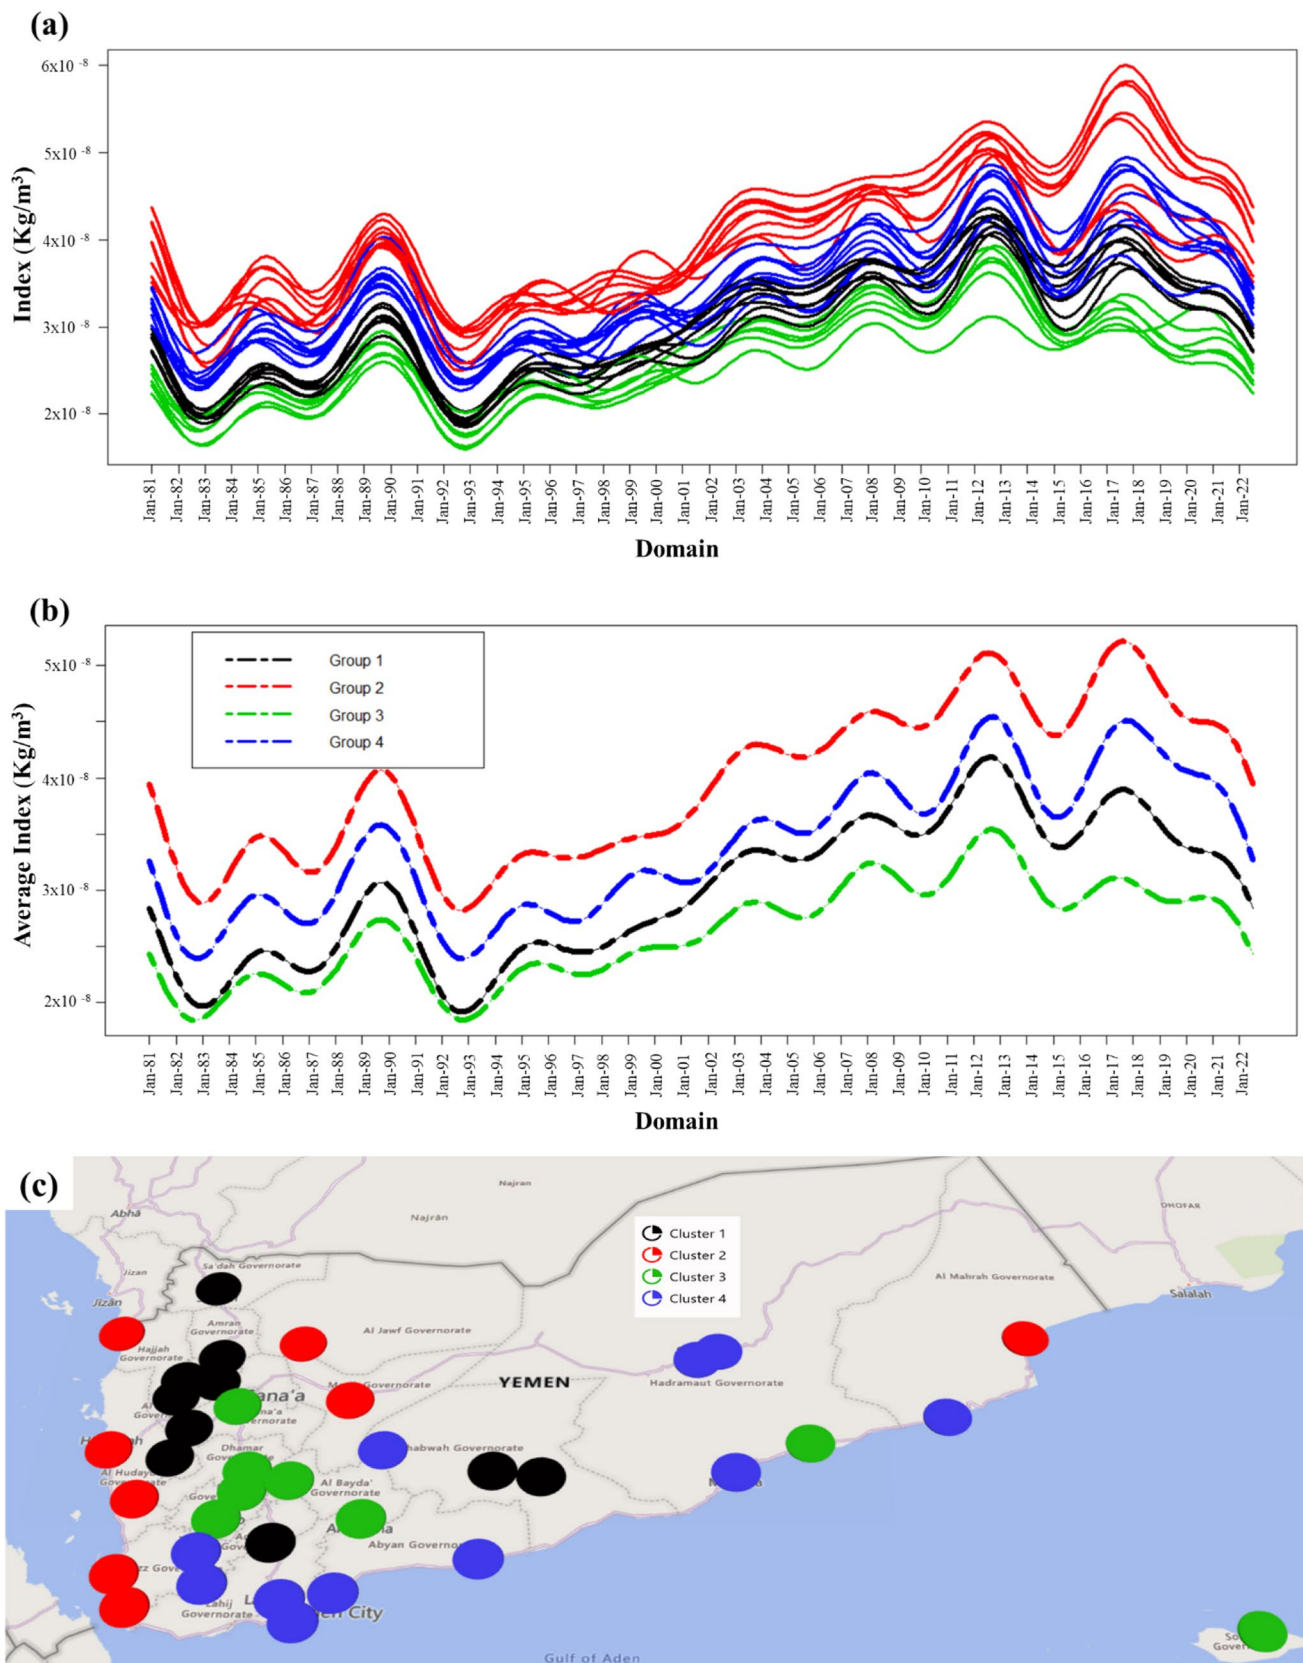 (a)
Index (Kg/m³)
6x10 -8
5x10 -8
4x10 -8
3x10 -8
2x10 -8
Jan-81 Jan-82 Jan-83 Jan-84 Jan-85 Jan-86 Jan-87 Jan-88 Jan-89 Jan-90 Jan-91 Jan-92 Jan-93 Jan-94 Jan-95 Jan-96 Jan-97 Jan-98 Jan-99 Jan-00 Jan-01 Jan-02 Jan-03 Jan-04 Jan-05 Jan-06 Jan-07 Jan-08 Jan-09 Jan-10 Jan-11 Jan-12 Jan-13 Jan-14 Jan-15 Jan-16 Jan-17 Jan-18 Jan-19 Jan-20 Jan-21 Jan-22
Domain
(b)
Average Index (Kg/m³)
5x10 -8
4x10 -8
3x10 -8
2x10 -8
Group 1
Group 2
Group 3
Group 4
Jan-81 Jan-82 Jan-83 Jan-84 Jan-85 Jan-86 Jan-87 Jan-88 Jan-89 Jan-90 Jan-91 Jan-92 Jan-93 Jan-94 Jan-95 Jan-96 Jan-97 Jan-98 Jan-99 Jan-00 Jan-01 Jan-02 Jan-03 Jan-04 Jan-05 Jan-06 Jan-07 Jan-08 Jan-09 Jan-10 Jan-11 Jan-12 Jan-13 Jan-14 Jan-15 Jan-16 Jan-17 Jan-18 Jan-19 Jan-20 Jan-21 Jan-22
Domain
(c)
Najran
Abhā
Najrān
DHOFAR
Cluster 1
Cluster 2
Cluster 3
Cluster 4
Sa'dah Governorate
Jizan
Al Mahrah Governorate
Jīzān
Salalah
Amran
Governorate
Al Jawf Governorate
Hajjah
Governorate
YEMEN
Hadramaut Governorate
Governorate
Dhamar
Governorate
Al Bayda'
Governorate
Abyan
Lahij
Governorate
City
Gulf of Aden